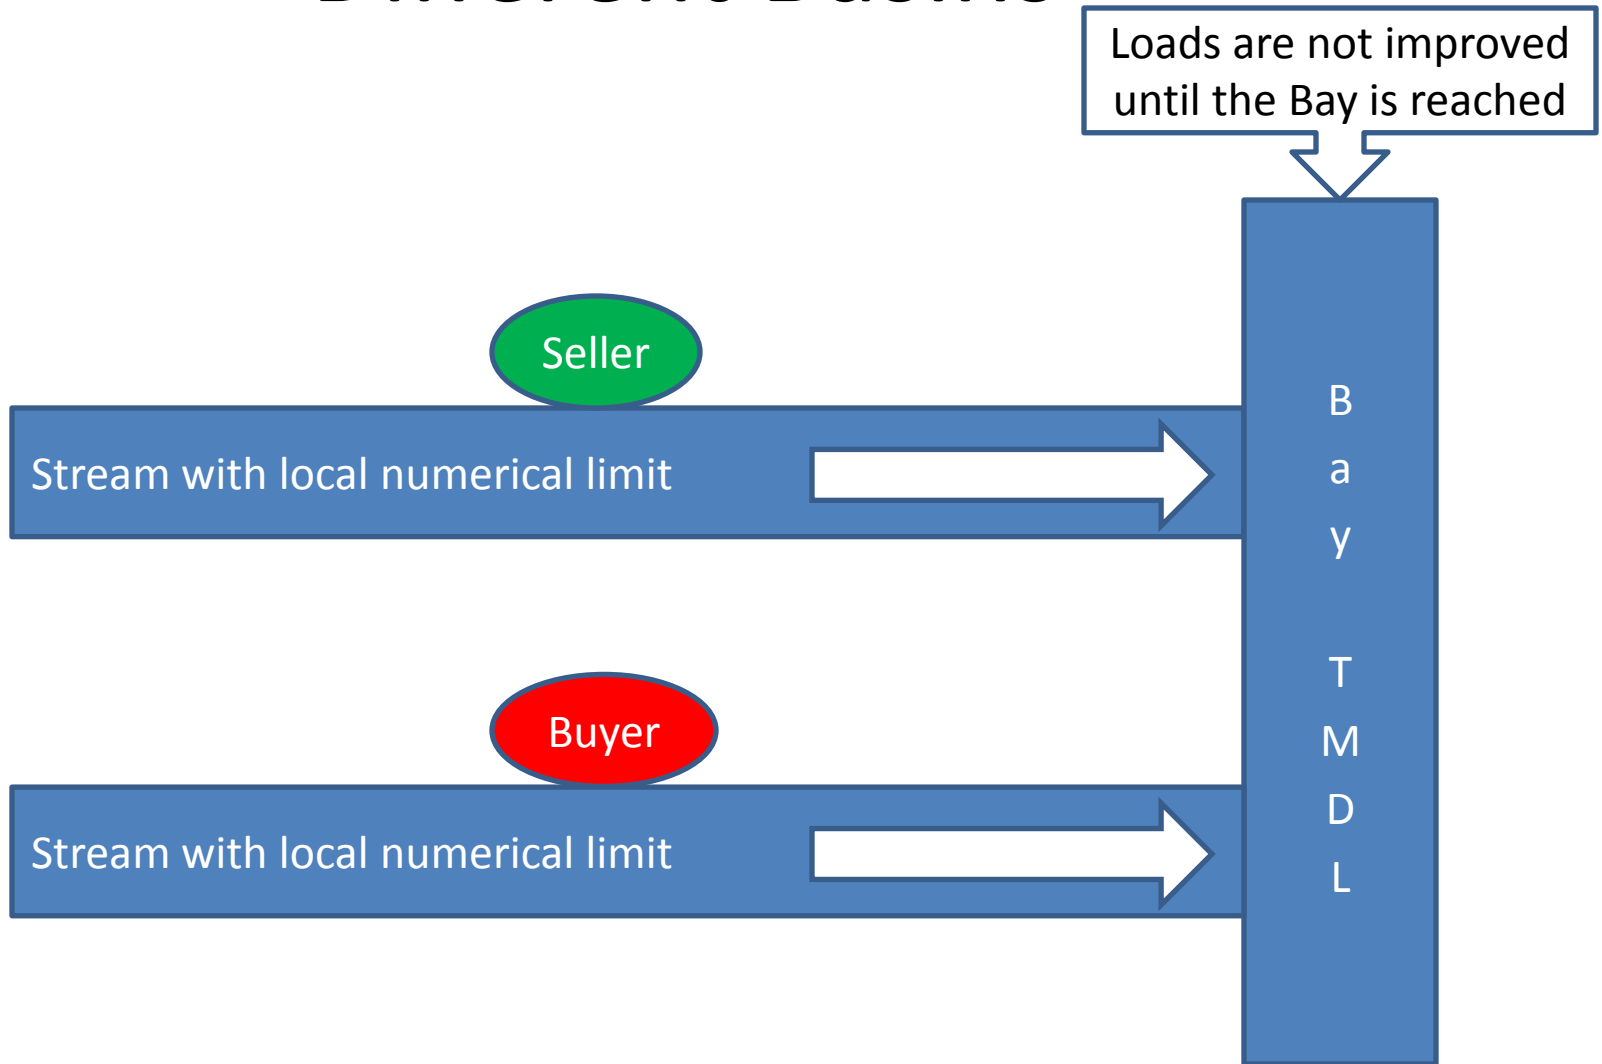 Loads are not improved
until the Bay is reached
Seller
Stream with local numerical limit
Buyer
Stream with local numerical limit
B
a
y
T
M
D
L